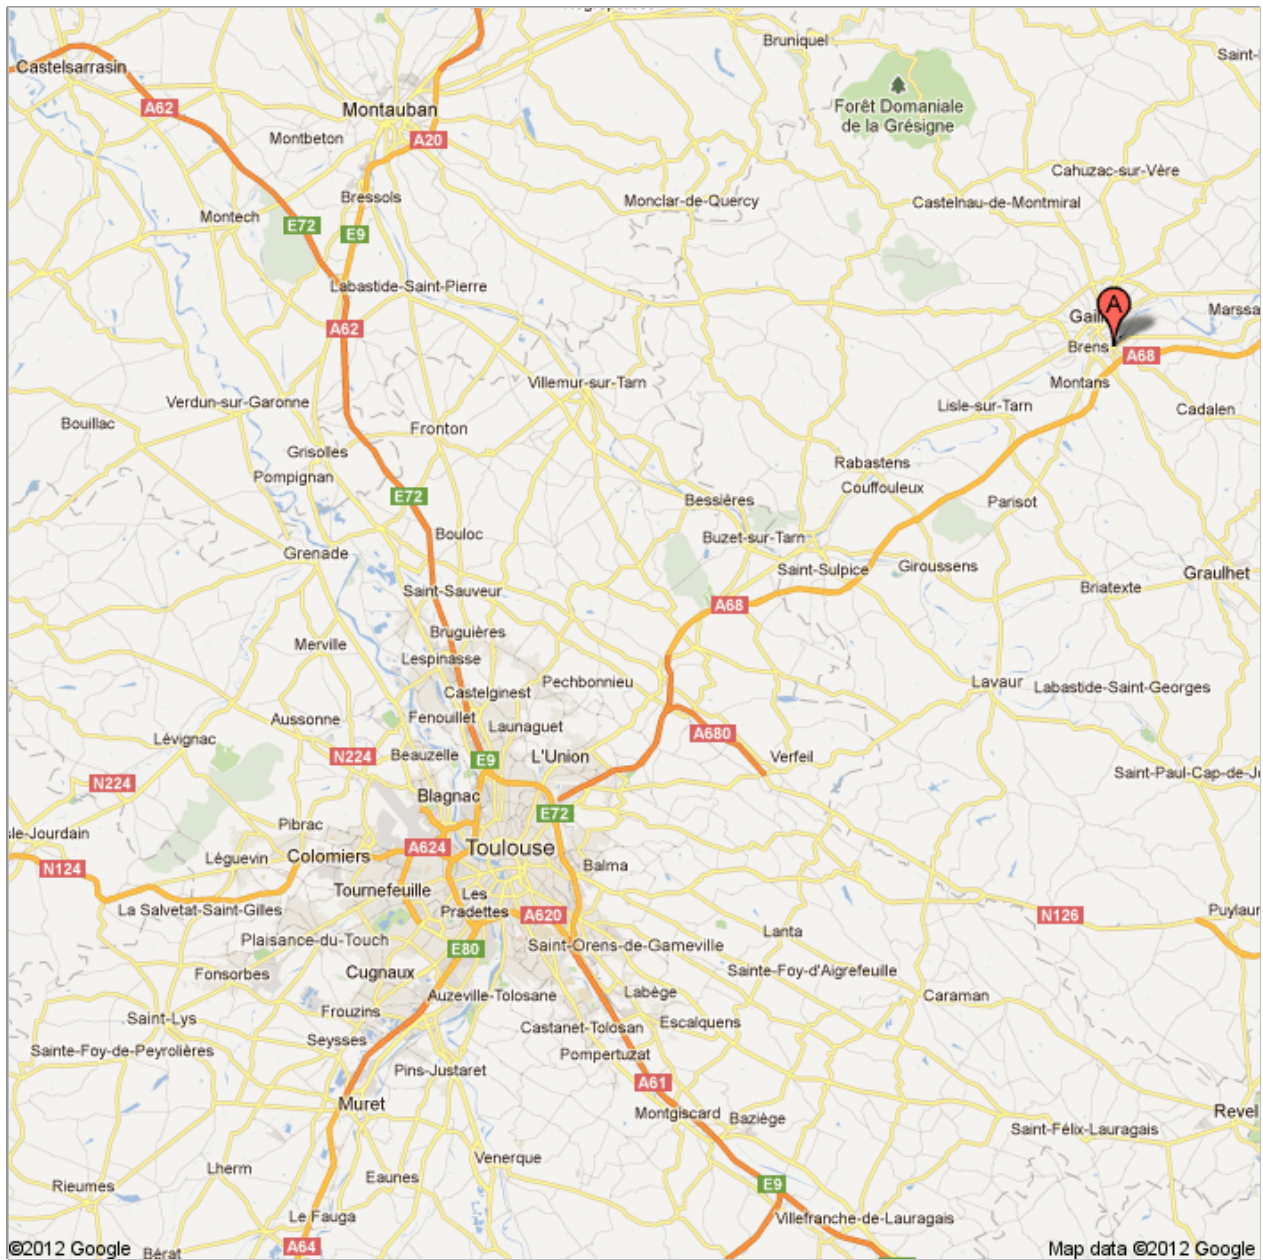 Bruniquel
Saint-
Castelsarrasin
A62
Montauban
Forêt Domaniale
de la Grésigne
Montbeton
A20
Cahuzac-sur-Vère
Bressols
Monclar-de-Quercy
Castelnau-de-Montmiral
Montech
E72
E9
Labastide-Saint-Pierre
A
Gaill
Marssa
A62
Brens
A68
Villemur-sur-Tarn
Montans
Verdun-sur-Garonne
Lisle-sur-Tarn
Cadalen
Bouillac
Fronton
Grisolles
Rabastens
Pompignan
Couffouleux
E72
Bessières
Parisot
Bouloc
Buzet-sur-Tarn
Grenade
Saint-Sulpice
Giroussens
Graulhet
Saint-Sauveur
Briatexte
A68
Bruguières
Merville
Lespinasse
Pechbonnieu
Lavaur
Labastide-Saint-Georges
Castelginest
Aussonne
Fenouillet
Launaguet
Lévignac
A680
N224
Beauzelle
E9
L'Union
Verfeil
N224
Saint-Paul-Cap-de-Jo
Blagnac
E72
Pibrac
sle-Jourdain
A624
Toulouse
Léguevin
Colomiers
N124
Balma
Tournefeuille
Les
Pradettes
La Salvetat-Saint-Gilles
A620
N126
Puylaur
Lanta
Plaisance-du-Touch
E80
Saint-Orens-de-Gameville
Fonsorbes
Cugnaux
Sainte-Foy-d'Aigrefeuille
Auzeville-Tolosane
Labège
Caraman
Frouzins
Saint-Lys
Castanet-Tolosan
Escalquens
Seysses
Sainte-Foy-de-Peyrolières
Pompertuzat
Pins-Justaret
A61
Muret
Montgiscard
Baziège
Revel
Saint-Félix-Lauragais
Venerque
Lherm
Eaunes
Rieumes
E9
Le Fauga
Villefranche-de-Lauragais
A64
©2012 Google
Bérat
Map data ©2012 Google